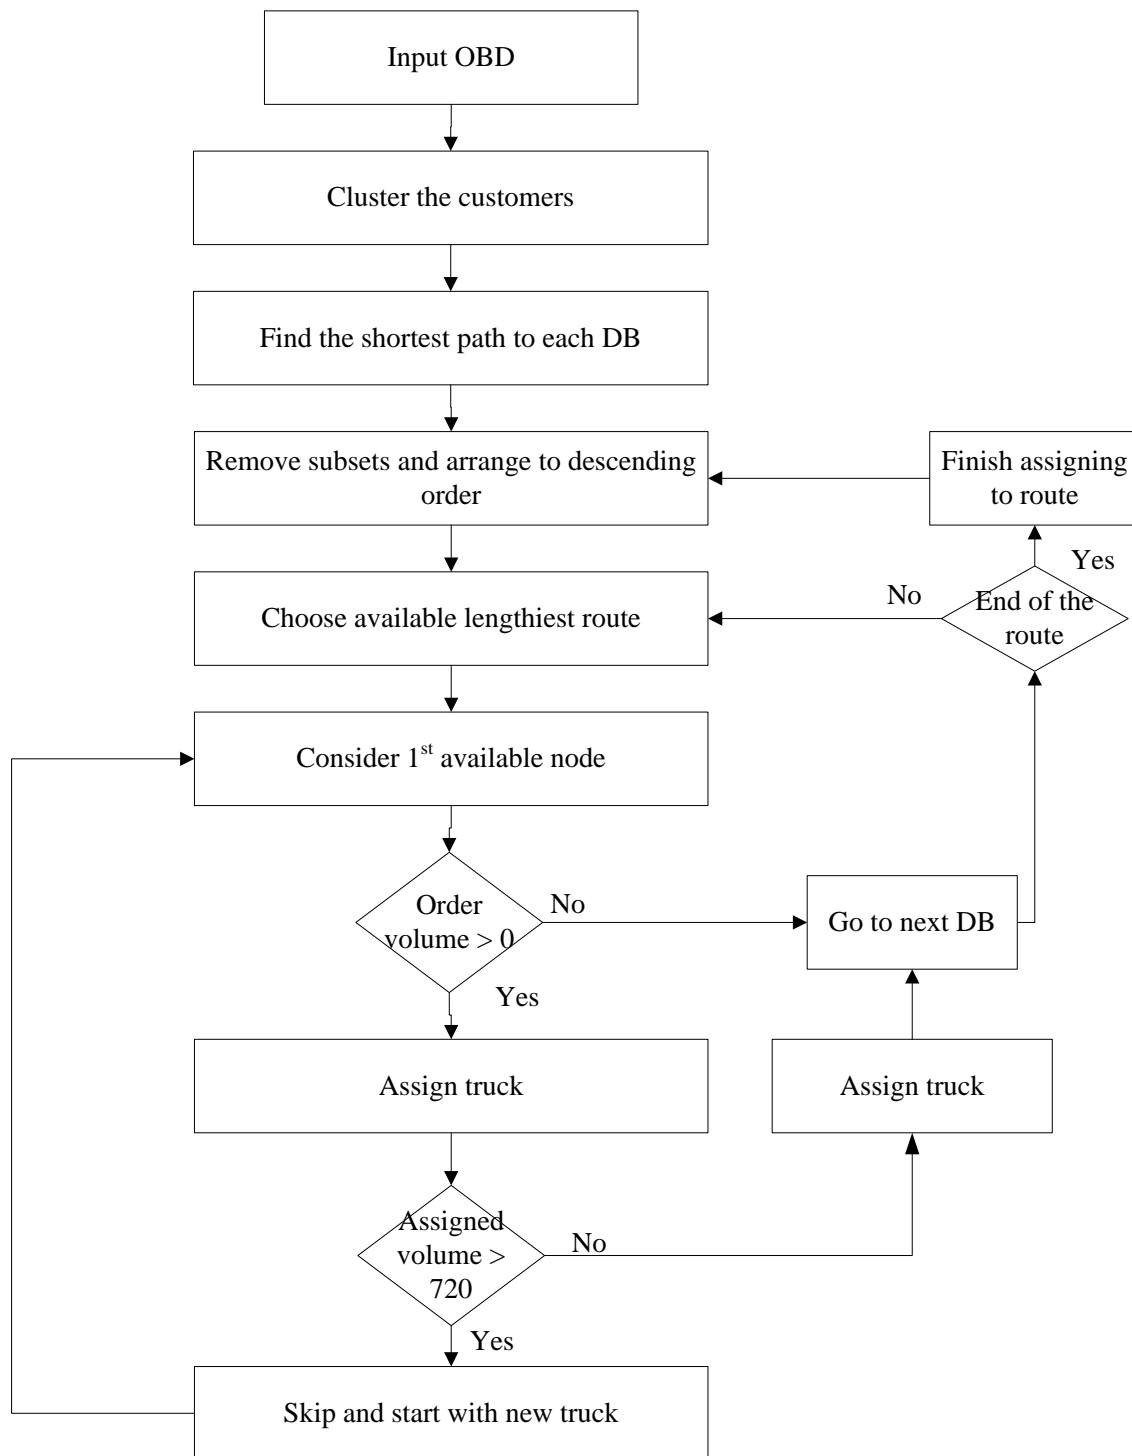 Input OBD
Cluster the customers
Find the shortest path to each DB
Remove subsets and arrange to descending
order
Finish assigning
to route
Yes
End of the
route
No
Choose available lengthiest route
Consider 1st available node
Order
volume > 0
No
Go to next DB
Yes
Assign truck
Assign truck
Assigned
volume >
720
No
Yes
Skip and start with new truck